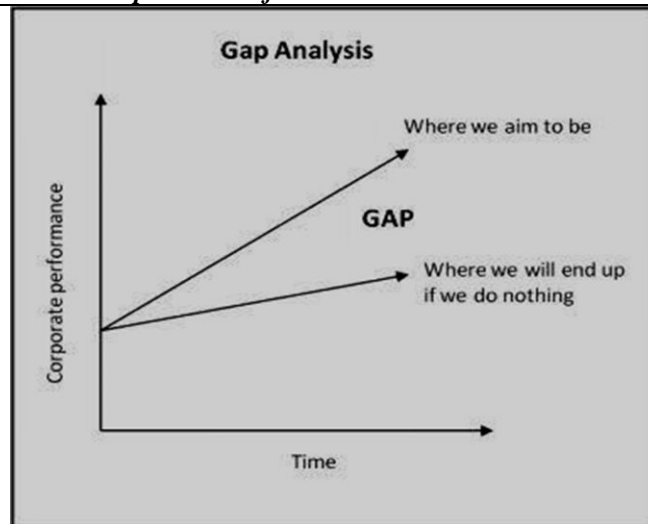 Gap Analysis
Where we aim to be
GAP
Where we will end up
if we do nothing
Corporate performance
Time